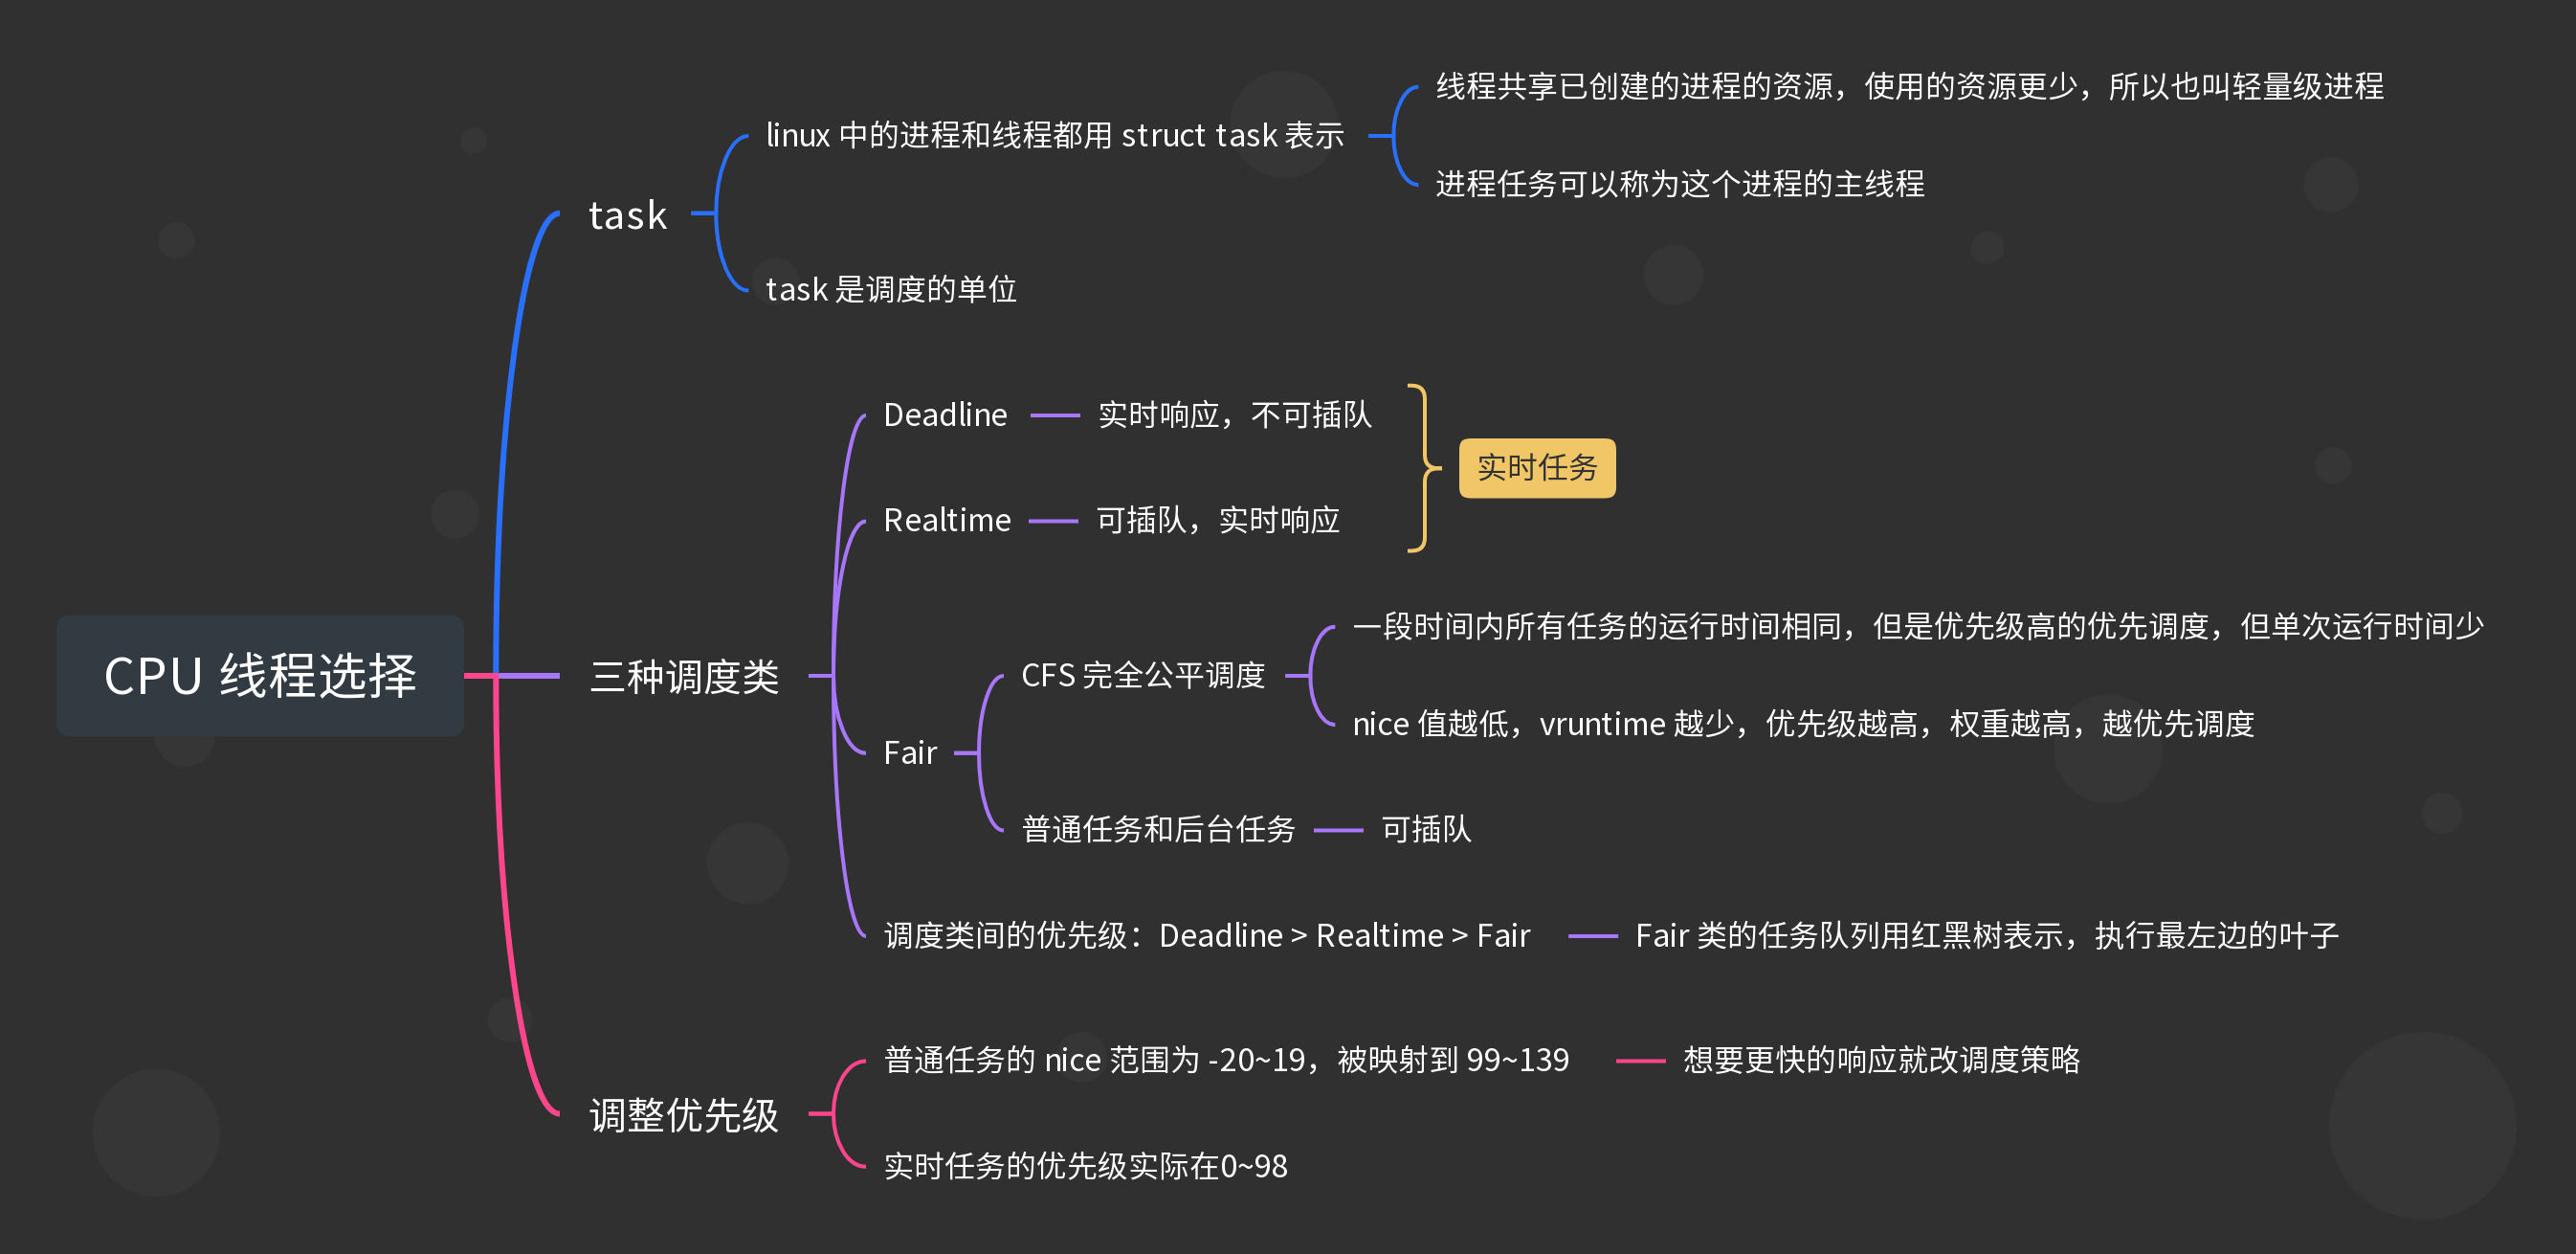 CPU 线程选择
task
linux 中的进程和线程都用 struct task 表示
线程共享已创建的进程的资源，使用的资源更少，所以也叫轻量级进程
进程任务可以称为这个进程的主线程
task 是调度的单位
三种调度类
Deadline
实时响应，不可插队
Realtime
可插队，实时响应
实时任务
Fair
CFS 完全公平调度
一段时间内所有任务的运行时间相同，但是优先级高的优先调度，但单次运行时间少
nice 值越低，vruntime 越少，优先级越高，权重越高，越优先调度
普通任务和后台任务
可插队
调度类间的优先级：Deadline > Realtime > Fair
Fair 类的任务队列用红黑树表示，执行最左边的叶子
调整优先级
普通任务的 nice 范围为 -20~19，被映射到 99~139
想要更快的响应就改调度策略
实时任务的优先级实际在0~98